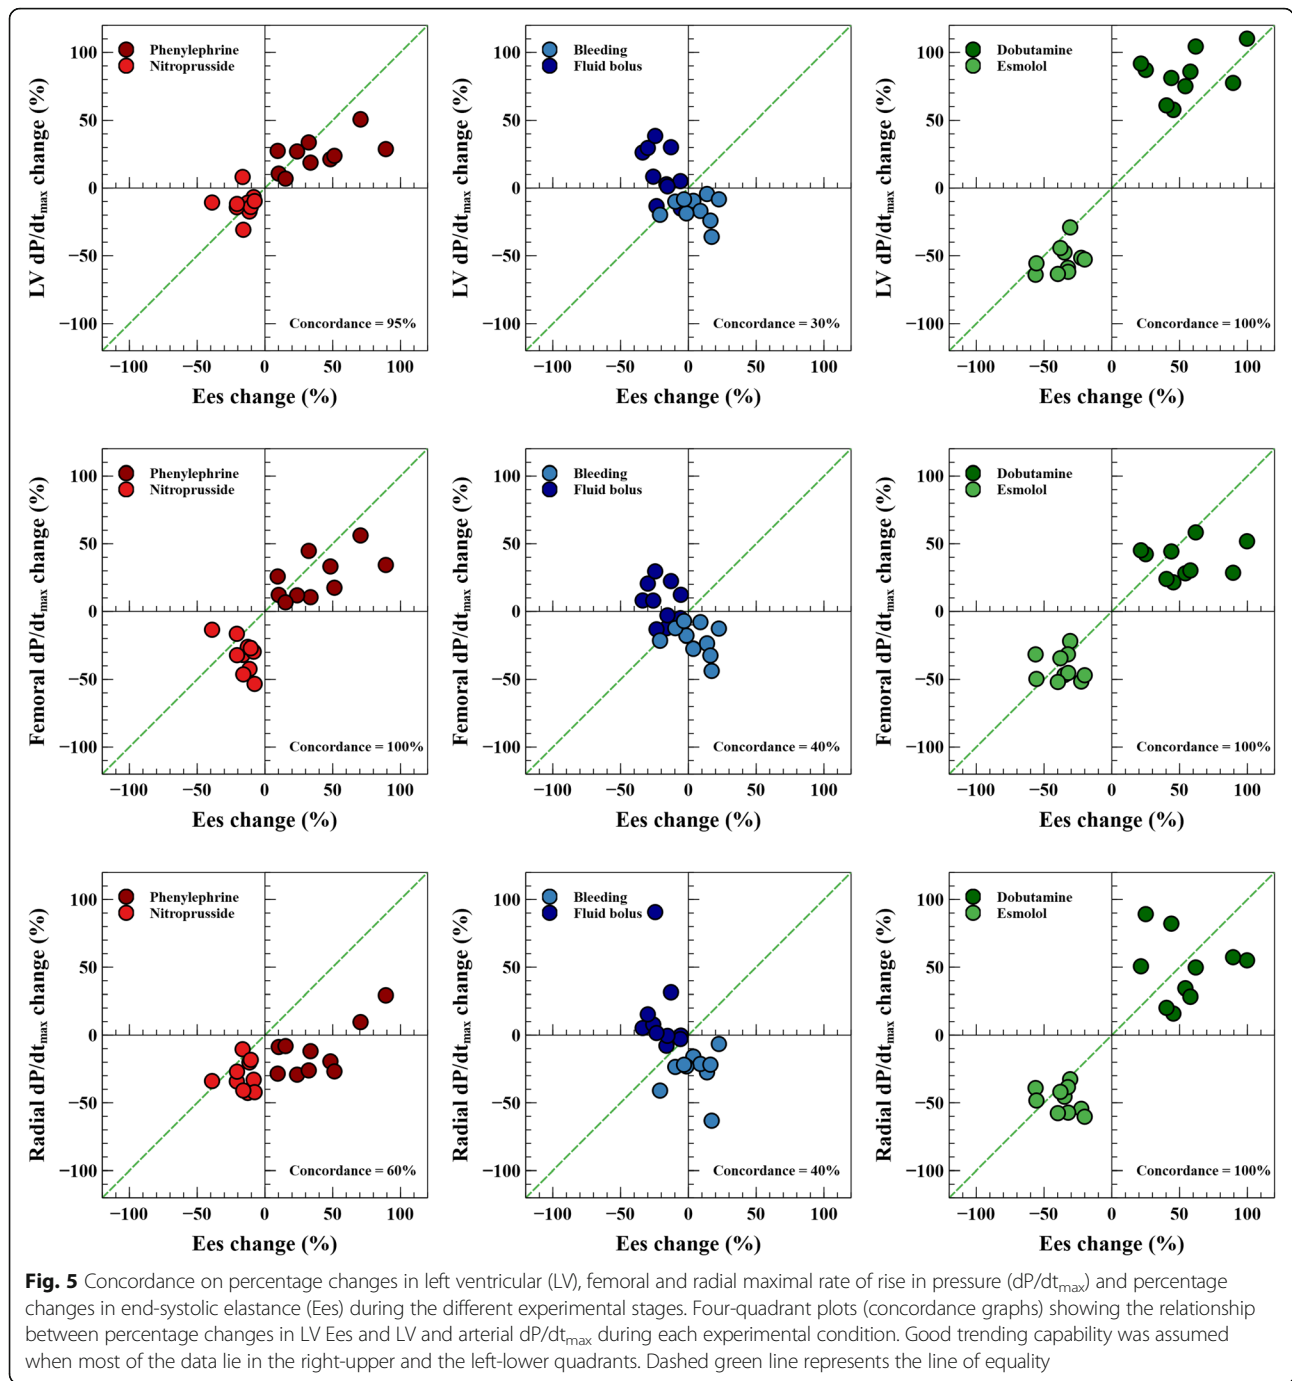 Phenylephrine
Nitroprusside
LV dP/dtmax change (%)
100
50
0
−50
−100
Concordance = 95%
−100 −50 0 50 100
Ees change (%)
Bleeding
Fluid bolus
LV dP/dtmax change (%)
100
50
0
−50
−100
Concordance = 30%
−100 −50 0 50 100
Ees change (%)
Dobutamine
Esmolol
LV dP/dtmax change (%)
100
50
0
−50
−100
Concordance = 100%
−100 −50 0 50 100
Ees change (%)
Phenylephrine
Nitroprusside
Femoral dP/dtmax change (%)
100
50
0
−50
−100
Concordance = 100%
−100 −50 0 50 100
Ees change (%)
Bleeding
Fluid bolus
Femoral dP/dtmax change (%)
100
50
0
−50
−100
Concordance = 40%
−100 −50 0 50 100
Ees change (%)
Dobutamine
Esmolol
Femoral dP/dtmax change (%)
100
50
0
−50
−100
Concordance = 100%
−100 −50 0 50 100
Ees change (%)
Phenylephrine
Nitroprusside
Radial dP/dtmax change (%)
100
50
0
−50
−100
Concordance = 60%
−100 −50 0 50 100
Ees change (%)
Bleeding
Fluid bolus
Radial dP/dtmax change (%)
100
50
0
−50
−100
Concordance = 40%
−100 −50 0 50 100
Ees change (%)
Dobutamine
Esmolol
Radial dP/dtmax change (%)
100
50
0
−50
−100
Concordance = 100%
−100 −50 0 50 100
Ees change (%)
Fig. 5 Concordance on percentage changes in left ventricular (LV), femoral and radial maximal rate of rise in pressure (dP/dtmax) and percentage
changes in end-systolic elastance (Ees) during the different experimental stages. Four-quadrant plots (concordance graphs) showing the relationship
between percentage changes in LV Ees and LV and arterial dP/dtmax during each experimental condition. Good trending capability was assumed
when most of the data lie in the right-upper and the left-lower quadrants. Dashed green line represents the line of equality